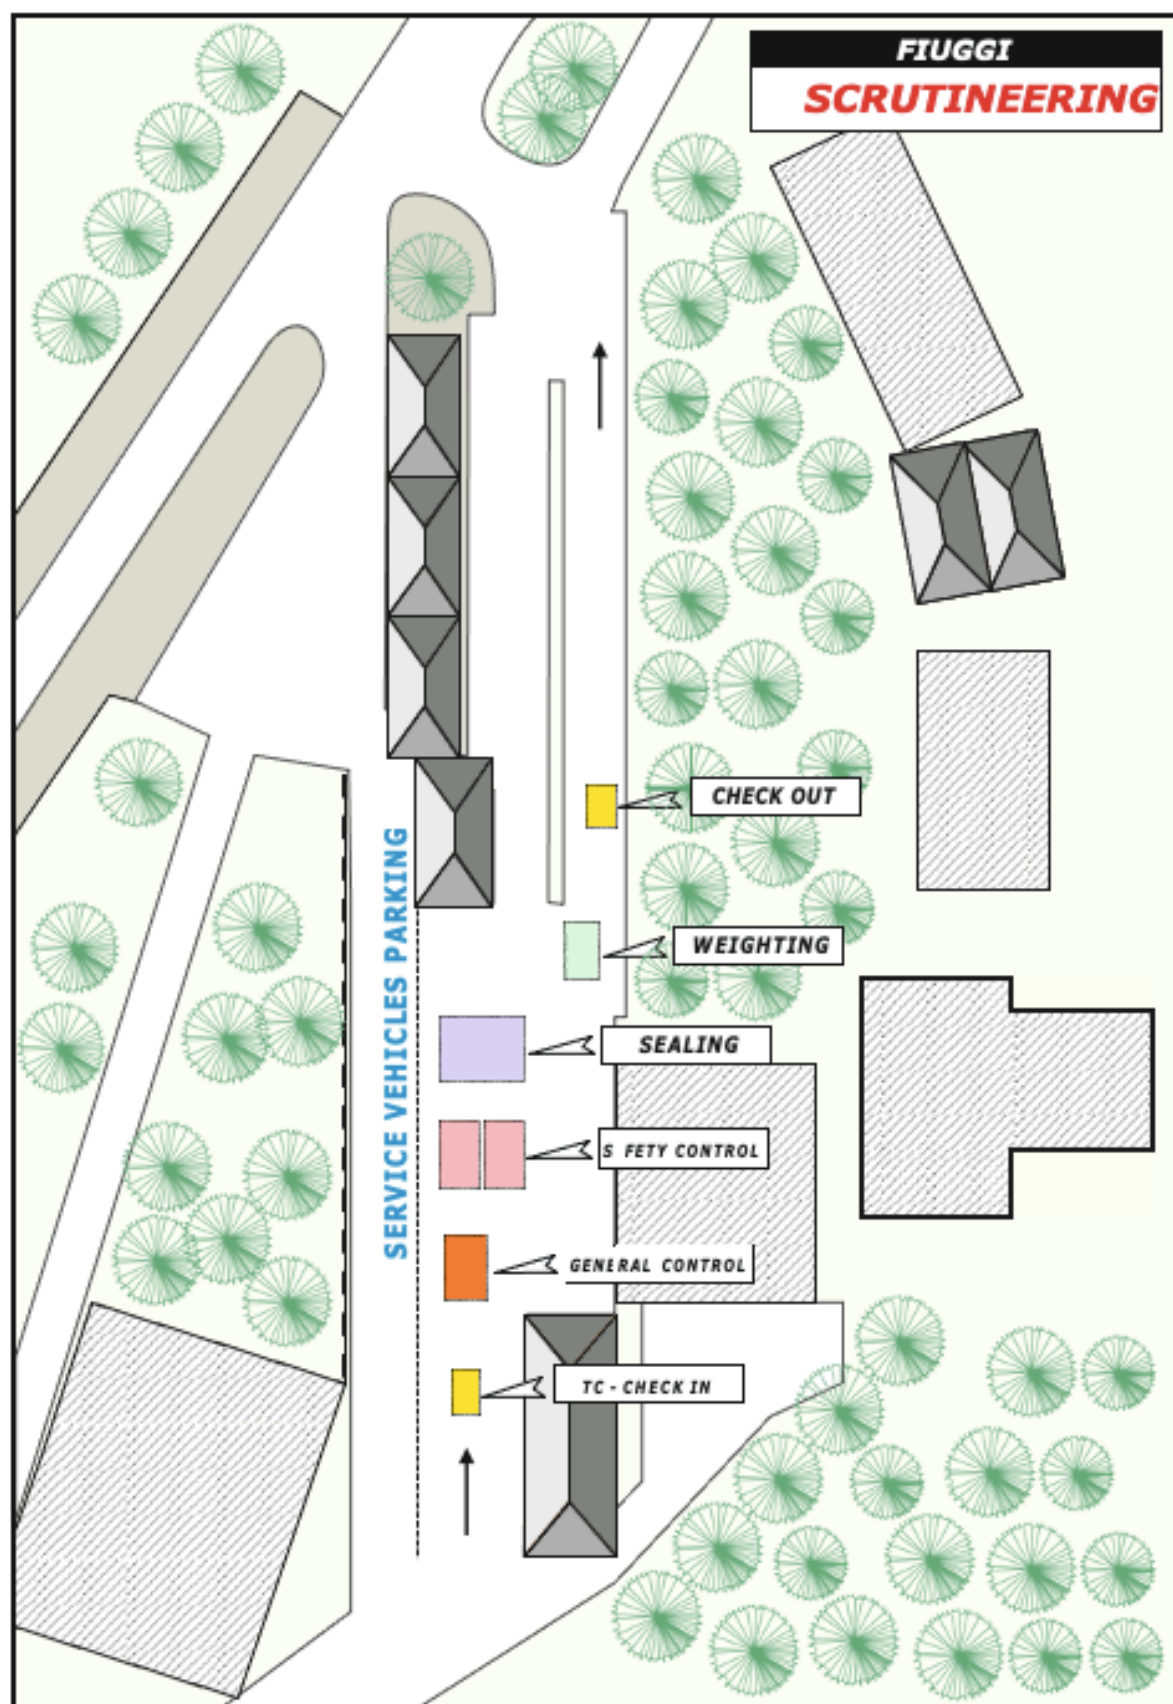 FIUGGI
SCRUTINEERING
CHECK OUT
SERVICE VEHICLES PARKING
WEIGHTING
SEALING
S FETY CONTROL
GENERAL CONTROL
TC - CHECK IN